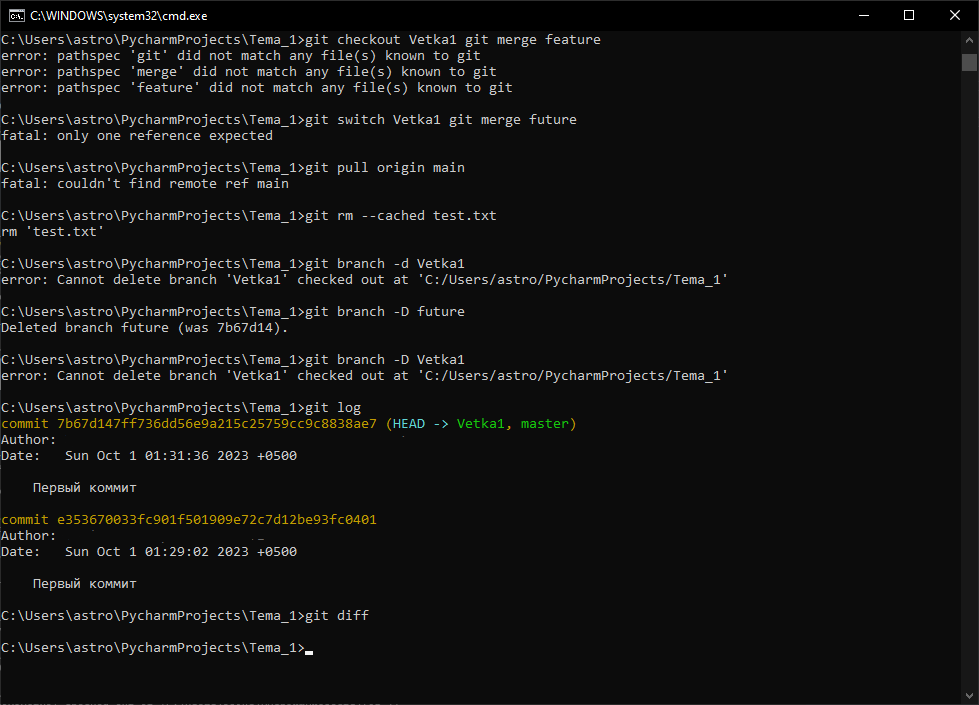 C:\WINDOWS\system32\cmd.exe
C:\Users\astro\PycharmProjects\Tema_1>git checkout Vetka1 git merge feature
error: pathspec 'git' did not match any file(s) known to git
error: pathspec 'merge' did not match any file(s) known to git
error: pathspec 'feature' did not match any file(s) known to git
C:\Users\astro\PycharmProjects\Tema_1>git switch Vetka1 git merge future
fatal: only one reference expected
C:\Users\astro\PycharmProjects\Tema_1>git pull origin main
fatal: couldn't find remote ref main
C:\Users\astro\PycharmProjects\Tema_1>git rm --cached test.txt
rm 'test.txt'
C:\Users\astro\PycharmProjects\Tema_1>git branch -d Vetka1
error: Cannot delete branch 'Vetka1' checked out at 'C:/Users/astro/PycharmProjects/Tema_1'
C:\Users\astro\PycharmProjects\Tema_1>git branch -D future
Deleted branch future (was 7b67d14).
C:\Users\astro\PycharmProjects\Tema_1>git branch -D Vetka1
error: Cannot delete branch 'Vetka1' checked out at 'C:/Users/astro/PycharmProjects/Tema_1'
C:\Users\astro\PycharmProjects\Tema_1>git log
commit 7b67d147ff736dd56e9a215c25759cc9c8838ae7 (HEAD -> Vetka1, master)
Author:
Date:   Sun Oct 1 01:31:36 2023 +0500
Первый коммит
commit e353670033fc901f501909e72c7d12be93fc0401
Author:
Date:   Sun Oct 1 01:29:02 2023 +0500
Первый коммит
C:\Users\astro\PycharmProjects\Tema_1>git diff
C:\Users\astro\PycharmProjects\Tema_1>